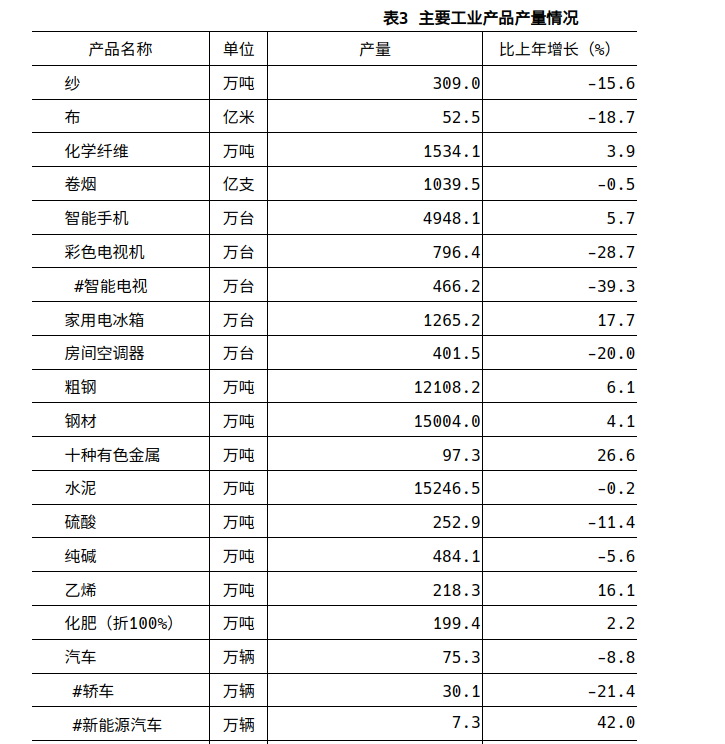 表3 主要工业产品产量情况
产品名称 单位 产量 比上年增长（%）
纱 万吨 309.0 -15.6
布 亿米 52.5 -18.7
化学纤维 万吨 1534.1 3.9
卷烟 亿支 1039.5 -0.5
智能手机 万台 4948.1 5.7
彩色电视机 万台 796.4 -28.7
#智能电视 万台 466.2 -39.3
家用电冰箱 万台 1265.2 17.7
房间空调器 万台 401.5 -20.0
粗钢 万吨 12108.2 6.1
钢材 万吨 15004.0 4.1
十种有色金属 万吨 97.3 26.6
水泥 万吨 15246.5 -0.2
硫酸 万吨 252.9 -11.4
纯碱 万吨 484.1 -5.6
乙烯 万吨 218.3 16.1
化肥（折100%） 万吨 199.4 2.2
汽车 万辆 75.3 -8.8
#轿车 万辆 30.1 -21.4
#新能源汽车 万辆 7.3 42.0